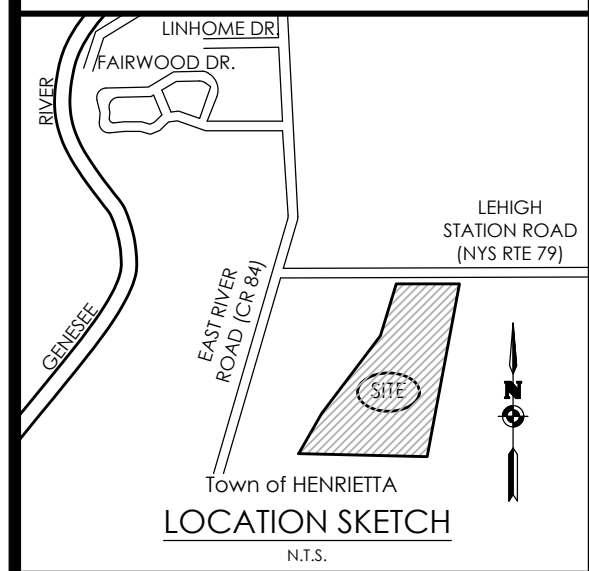 LINHOME DR.
FAIRWOOD DR.
RIVER
LEHIGH
STATION ROAD
(NYS RTE 79)
EAST RIVER
ROAD (CR 84)
GENESEE
SITE
N
Town of HENRIETTA
LOCATION SKETCH
N.T.S.